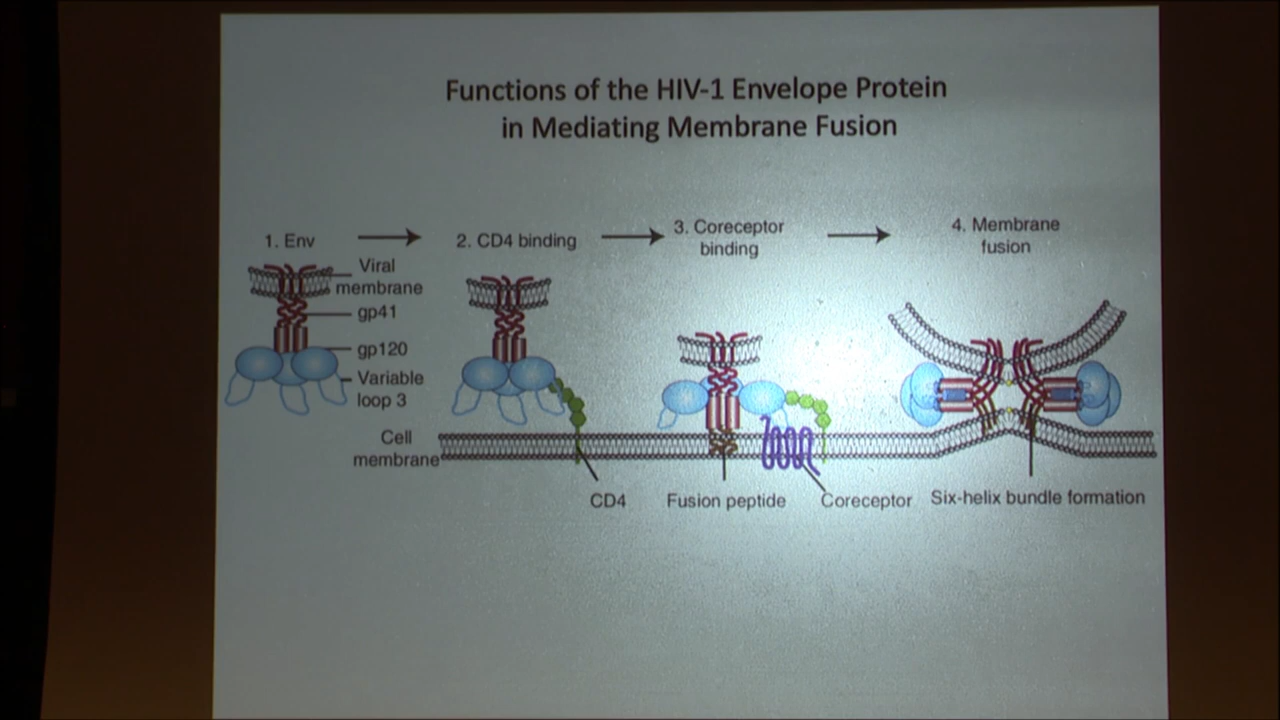 Functions of the HIV-1 Envelope Protein
in Mediating Membrane Fusion
1. Env
2. CD4 binding
3. Coreceptor
binding
4. Membrane
fusion
Viral
membrane
gp41
gp120
Variable
loop 3
Cell
membrane
CD4
Fusion peptide
Coreceptor
Six-helix bundle formation